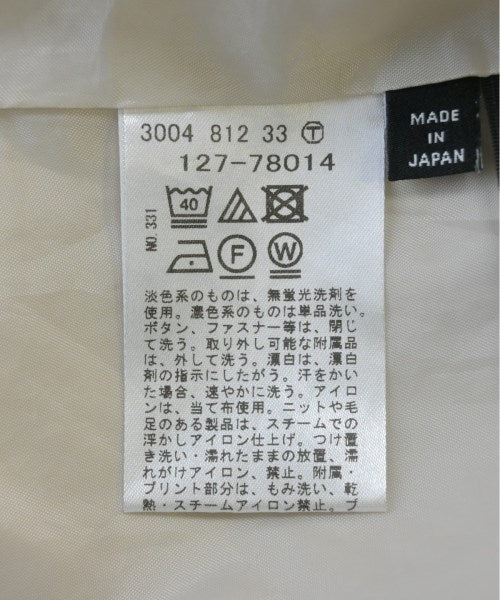 3004 812 33 Ⓣ
127-78014
NO. 331
40
F W
淡色系のものは、無蛍光洗剤を
使用。濃色系のものは単品洗い。
ボタン、ファスナー等は、閉じ
て洗う。取り外し可能な附属品
は、外して洗う。漂白は、漂白
剤の指示にしたがう。汗をかい
た場合、速やかに洗う。アイロ
ンは、当て布使用。ニットや毛
足のある製品は、スチームでの
浮かしアイロン仕上げ。つけ置
き洗い・濡れたままの放置、濡
れがけアイロン、禁止。附属・
プリント部分は、もみ洗い、乾
熱・スチームアイロン禁止。プ
MADE
IN
JAPAN